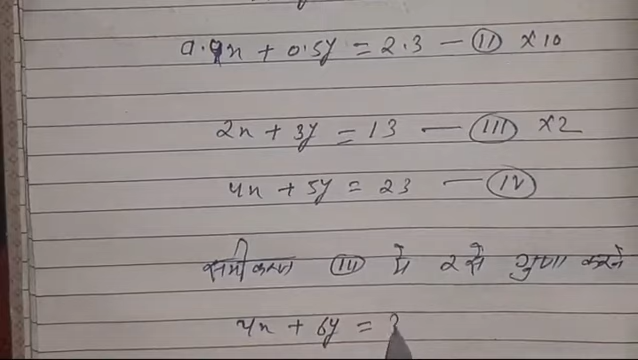 0.4x + 0.5y = 2.3 — (II) × 10
2x + 3y = 13 — (III) × 2
4x + 5y = 23 — (IV)
समीकरण (III) में 2 से गुणा करने
4x + 6y = 2